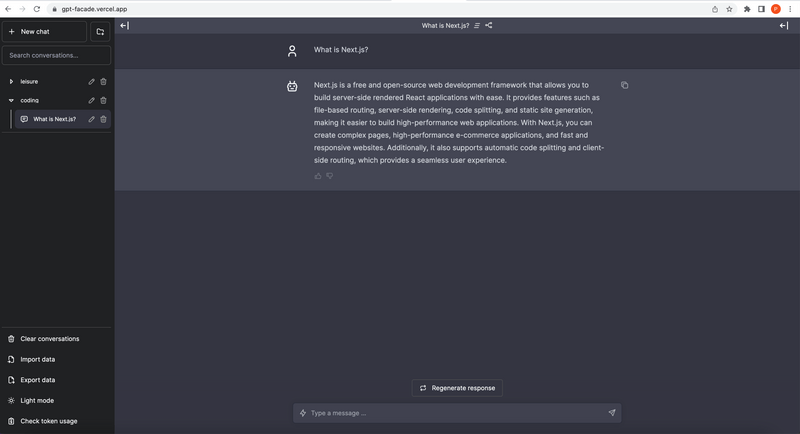 gpt-facade.vercel.app
P
New chat
Search conversations...
leisure
coding
What is Next.js?
Clear conversations
Import data
Export data
Light mode
Check token usage
What is Next.js?
What is Next.js?
Next.js is a free and open-source web development framework that allows you to
build server-side rendered React applications with ease. It provides features such as
file-based routing, server-side rendering, code splitting, and static site generation,
making it easier to build high-performance web applications. With Next.js, you can
create complex pages, high-performance e-commerce applications, and fast and
responsive websites. Additionally, it also supports automatic code splitting and client-
side routing, which provides a seamless user experience.
Regenerate response
Type a message ...